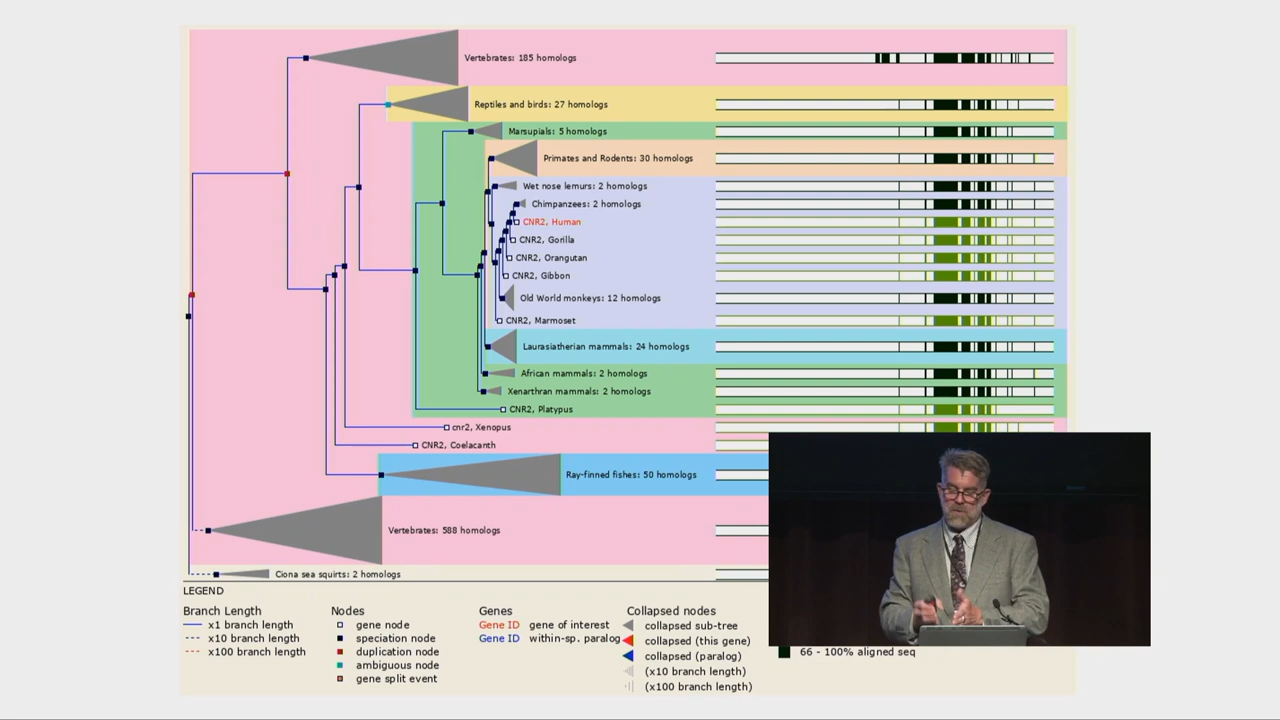 Vertebrates: 185 homologs
Reptiles and birds: 27 homologs
Marsupials: 5 homologs
Primates and Rodents: 30 homologs
Wet nose lemurs: 2 homologs
Chimpanzees: 2 homologs
CNR2, Human
CNR2, Gorilla
CNR2, Orangutan
CNR2, Gibbon
Old World monkeys: 12 homologs
CNR2, Marmoset
Laurasiatherian mammals: 24 homologs
African mammals: 2 homologs
Xenarthran mammals: 2 homologs
CNR2, Platypus
cnr2, Xenopus
CNR2, Coelacanth
Ray-finned fishes: 50 homologs
Vertebrates: 588 homologs
Ciona sea squirts: 2 homologs
LEGEND
Branch Length
x1 branch length
x10 branch length
x100 branch length
Nodes
gene node
speciation node
duplication node
ambiguous node
gene split event
Genes
Gene ID gene of interest
Gene ID within-sp. paralog
Collapsed nodes
collapsed sub-tree
collapsed (this gene)
collapsed (paralog)
(x10 branch length)
(x100 branch length)
66 - 100% aligned seq